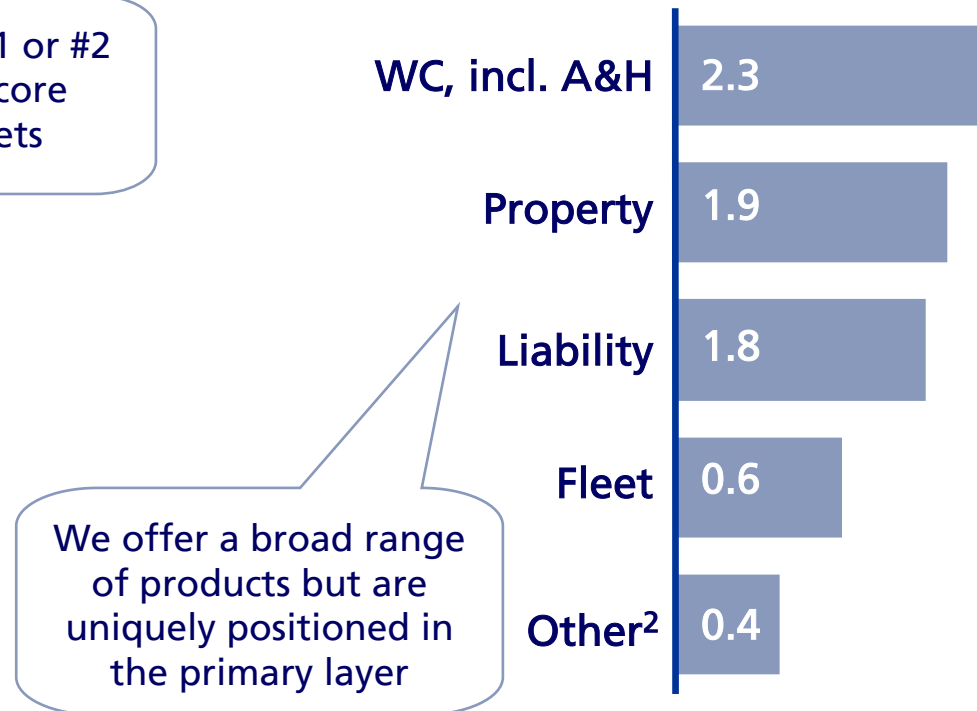 1 or #2
core
ets
WC, incl. A&H 2.3
Property 1.9
Liability 1.8
Fleet 0.6
Other² 0.4
We offer a broad range
of products but are
uniquely positioned in
the primary layer